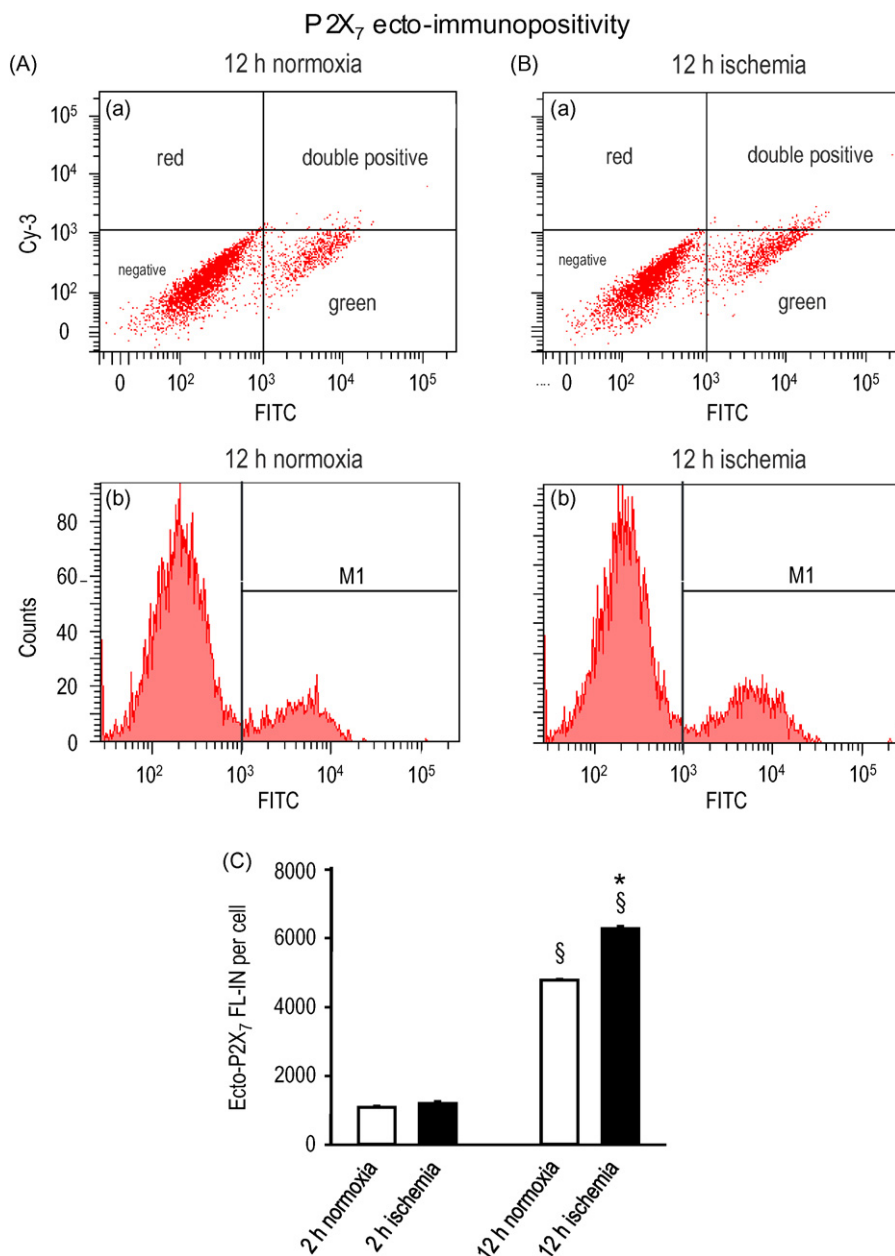 P2X₇ ecto-immunopositivity
(A)
12 h normoxia
(a)
red
double positive
negative
green
Cy-3
10⁵
10⁴
10³
10²
0
0 10² 10³ 10⁴ 10⁵
FITC
(B)
12 h ischemia
(a)
red
double positive
negative
green
.... 0 10² 10³ 10⁴ 10⁵
FITC
12 h normoxia
(b)
M1
Counts
80
60
40
20
0
10² 10³ 10⁴ 10⁵
FITC
12 h ischemia
(b)
M1
10² 10³ 10⁴ 10⁵
FITC
(C)
Ecto-P2X₇ FL-IN per cell
8000
6000
4000
2000
0
§
*
§
2 h normoxia
2 h ischemia
12 h normoxia
12 h ischemia